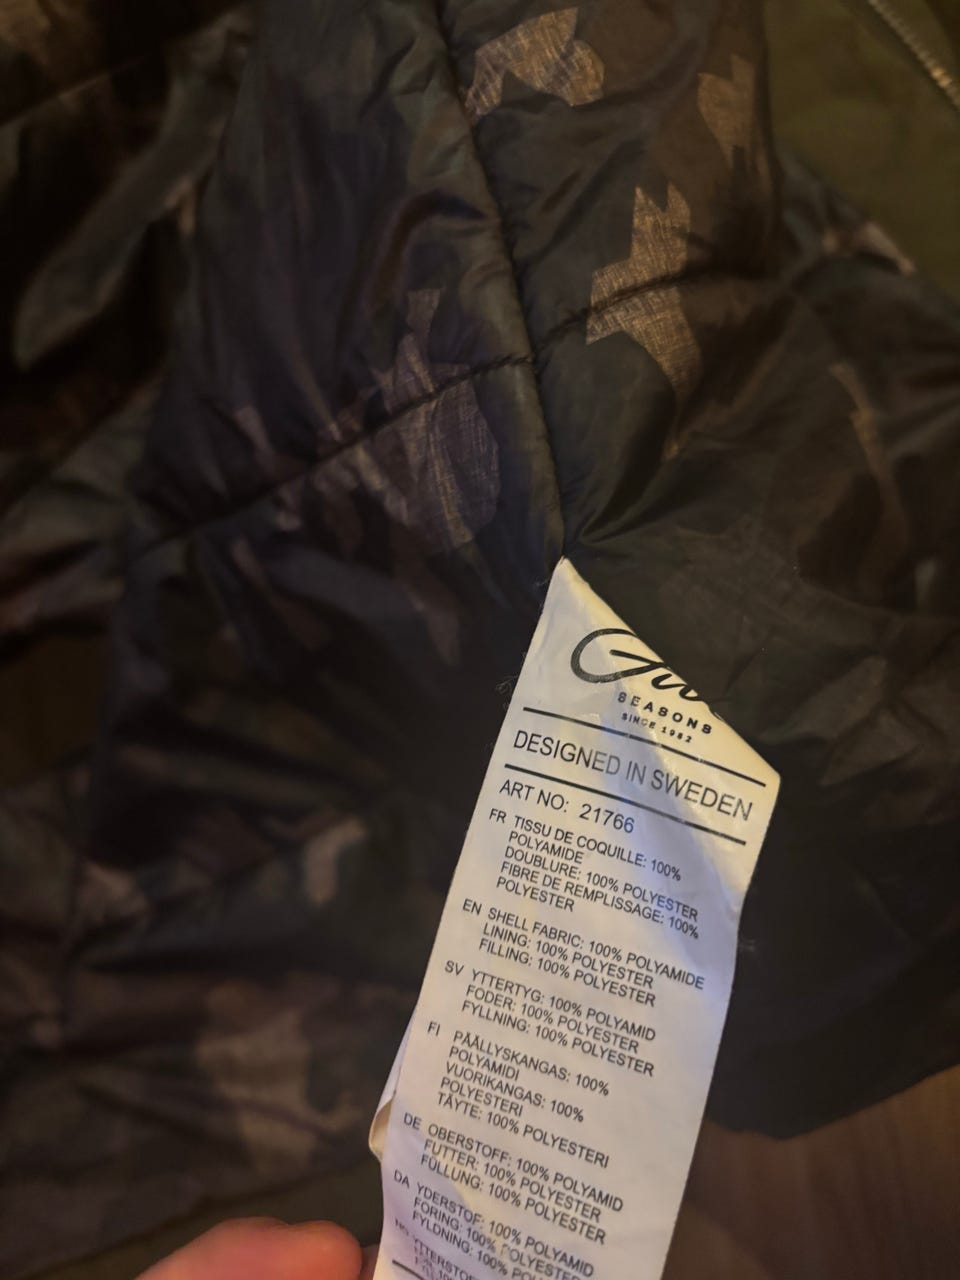 SEASONS
SINCE 1982
DESIGNED IN SWEDEN
ART NO: 21766
FR TISSU DE COQUILLE: 100%
POLYAMIDE
DOUBLURE: 100% POLYESTER
FIBRE DE REMPLISSAGE: 100%
POLYESTER
EN SHELL FABRIC: 100% POLYAMIDE
LINING: 100% POLYESTER
FILLING: 100% POLYESTER
SV YTTERTYG: 100% POLYAMID
FODER: 100% POLYESTER
FYLLNING: 100% POLYESTER
FI PÄÄLLYSKANGAS: 100%
POLYAMIDI
VUORIKANGAS: 100%
POLYESTERI
TÄYTE: 100% POLYESTERI
DE OBERSTOFF: 100% POLYAMID
FUTTER: 100% POLYESTER
FÜLLUNG: 100% POLYESTER
DA YDERSTOF: 100% POLYAMID
FORING: 100% POLYESTER
FYLDNING: 100% POLYESTER